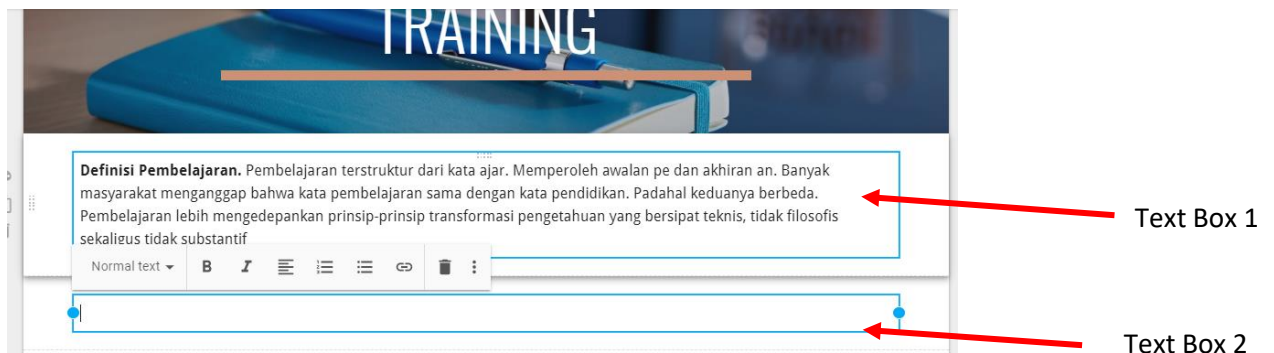 TRAINING
Definisi Pembelajaran. Pembelajaran terstruktur dari kata ajar. Memperoleh awalan pe dan akhiran an. Banyak
masyarakat menganggap bahwa kata pembelajaran sama dengan kata pendidikan. Padahal keduanya berbeda.
Pembelajaran lebih mengedepankan prinsip-prinsip transformasi pengetahuan yang bersipat teknis, tidak filosofis
sekaligus tidak substantif
Text Box 1
Normal text B I
Text Box 2